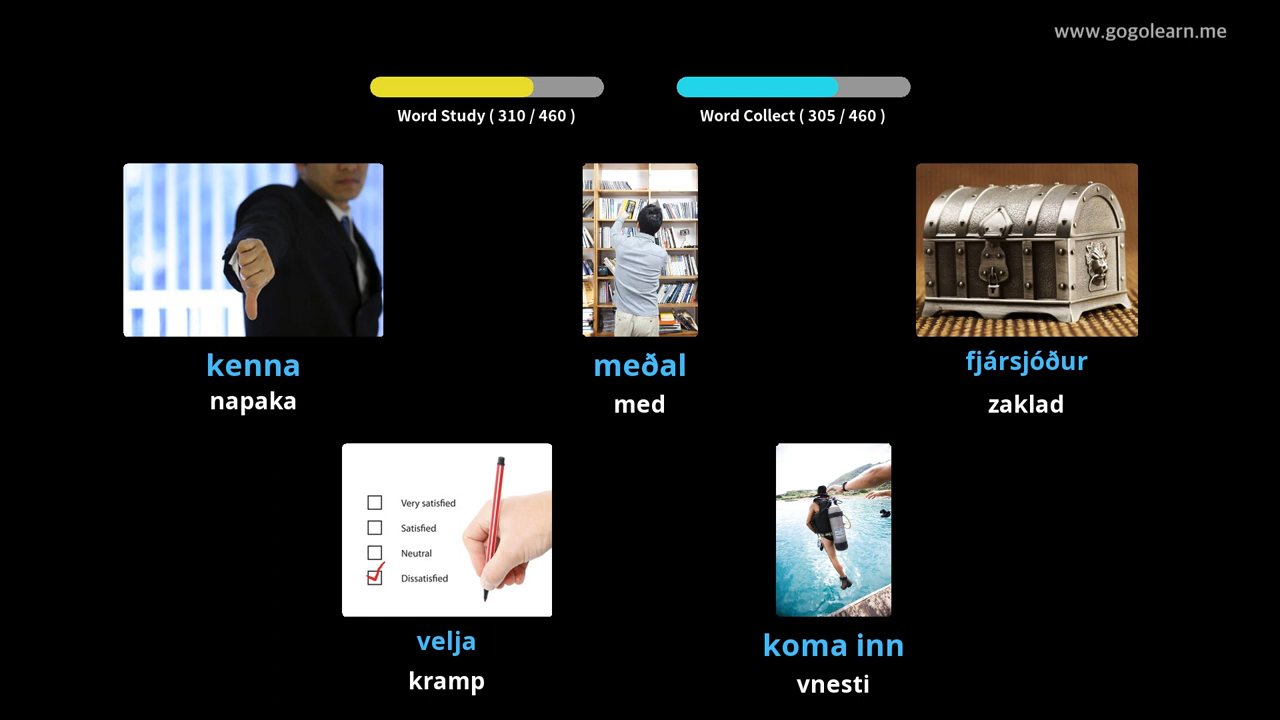 www.gogolearn.me
Word Study ( 310 / 460 )
Word Collect ( 305 / 460 )
kenna
napaka
meðal
med
fjársjóður
zaklad
Very satisfied
Satisfied
Neutral
Dissatisfied
velja
kramp
koma inn
vnesti